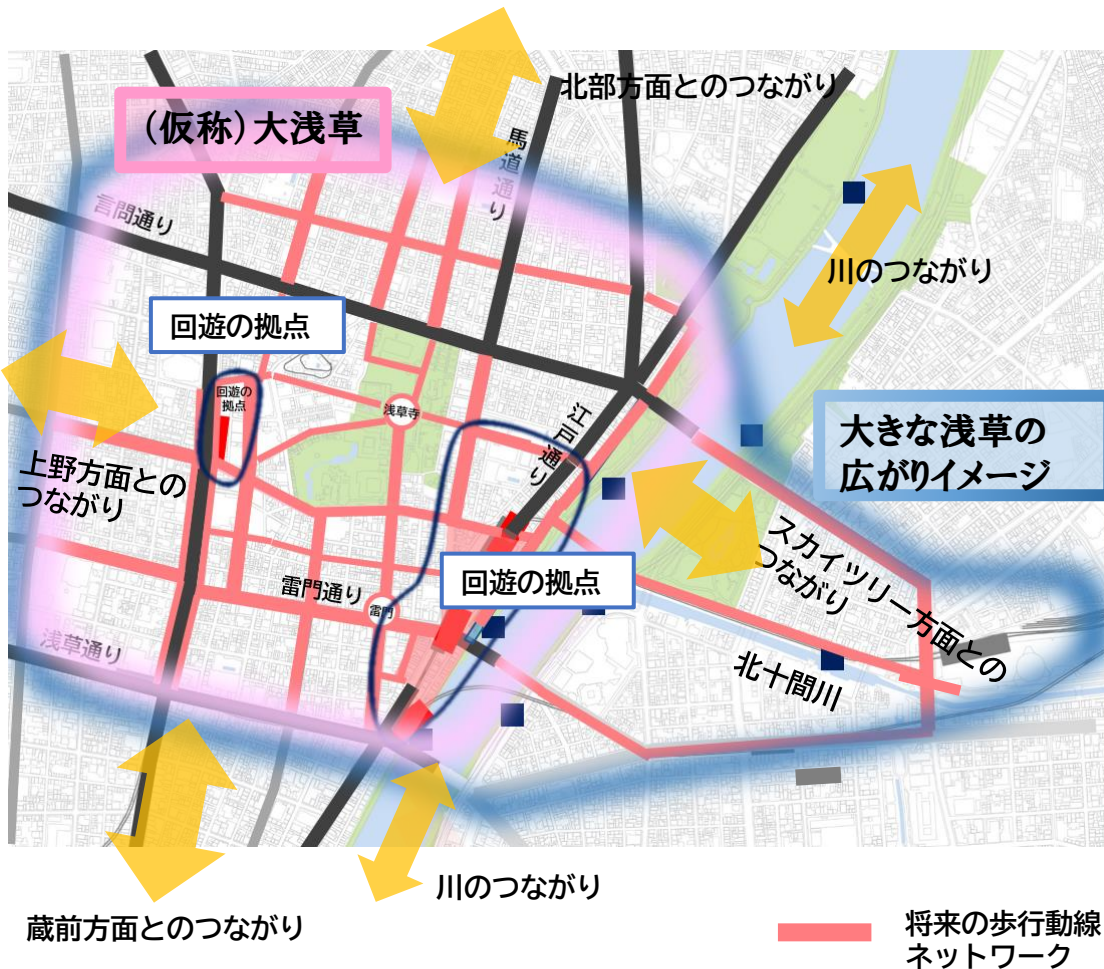 北部方面とのつながり
(仮称)大浅草
馬道通り
言問通り
川のつながり
回遊の拠点
回遊の
拠点
浅草寺
江戸通り
大きな浅草の
広がりイメージ
上野方面との
つながり
スカイツリー方面との
つながり
回遊の拠点
雷門通り
雷門
浅草通り
北十間川
川のつながり
蔵前方面とのつながり
将来の歩行動線
ネットワーク